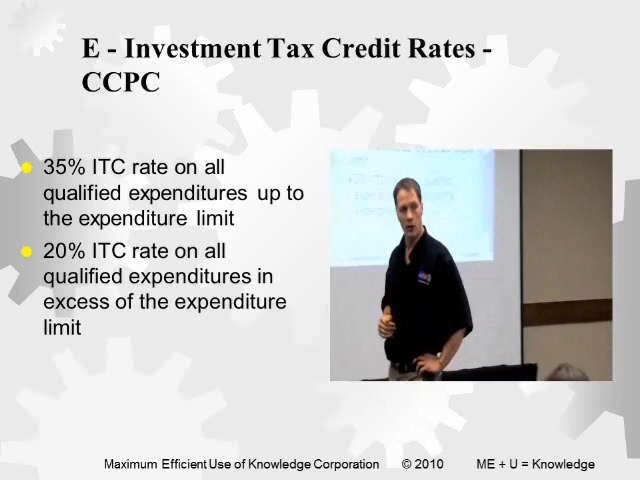 E - Investment Tax Credit Rates -
CCPC
35% ITC rate on all
qualified expenditures up to
the expenditure limit
20% ITC rate on all
qualified expenditures in
excess of the expenditure
limit
Maximum Efficient Use of Knowledge Corporation © 2010 ME + U = Knowledge